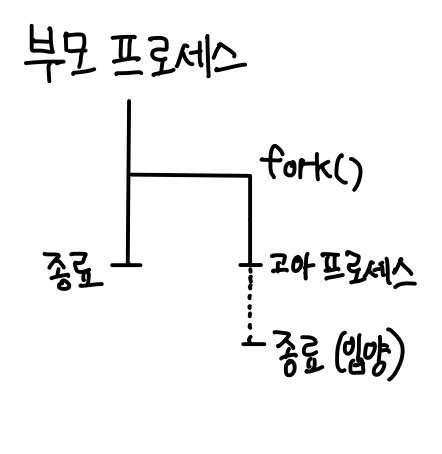 부모 프로세스
fork()
종료
고아 프로세스
종료 (입양)